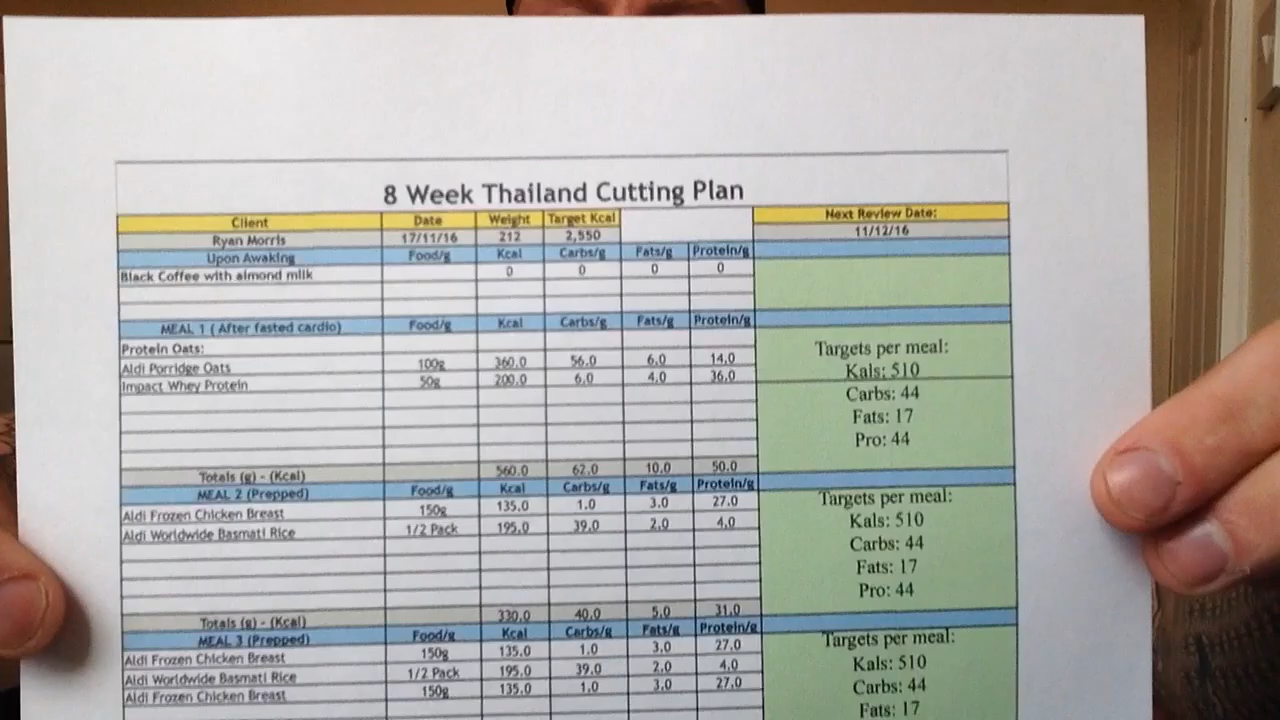 8 Week Thailand Cutting Plan
Client Date Weight Target Kcal Next Review Date:
Ryan Morris 17/11/16 212 2,550 11/12/16
Upon Awaking Food/g Kcal Carbs/g Fats/g Protein/g
Black Coffee with almond milk 0 0 0 0
MEAL 1 ( After fasted cardio) Food/g Kcal Carbs/g Fats/g Protein/g
Protein Oats: Targets per meal:
Aldi Porridge Oats 100g 360.0 56.0 6.0 14.0 Kals: 510
Impact Whey Protein 50g 200.0 6.0 4.0 36.0
Carbs: 44
Fats: 17
Pro: 44
Totals (g) - (Kcal) 560.0 62.0 10.0 50.0
MEAL 2 (Prepped) Food/g Kcal Carbs/g Fats/g Protein/g Targets per meal:
Aldi Frozen Chicken Breast 150g 135.0 1.0 3.0 27.0 Kals: 510
Aldi Worldwide Basmati Rice 1/2 Pack 195.0 39.0 2.0 4.0
Carbs: 44
Fats: 17
Pro: 44
Totals (g) - (Kcal) 330.0 40.0 5.0 31.0
MEAL 3 (Prepped) Food/g Kcal Carbs/g Fats/g Protein/g Targets per meal:
Aldi Frozen Chicken Breast 150g 135.0 1.0 3.0 27.0 Kals: 510
Aldi Worldwide Basmati Rice 1/2 Pack 195.0 39.0 2.0 4.0 Carbs: 44
Aldi Frozen Chicken Breast 150g 135.0 1.0 3.0 27.0 Fats: 17